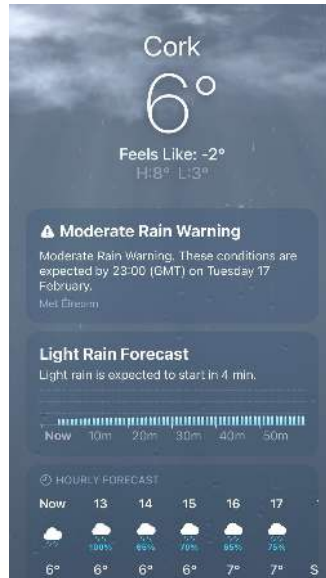 Cork
6°
Feels Like: -2°
H:8° L:3°
Moderate Rain Warning
Moderate Rain Warning. These conditions are
expected by 23:00 (GMT) on Tuesday 17
February.
Met Éireann
Light Rain Forecast
Light rain is expected to start in 4 min.
Now 10m 20m 30m 40m 50m
HOURLY FORECAST
Now 13 14 15 16 17
100% 65% 70% 65% 75%
6° 6° 6° 6° 7° 7° S